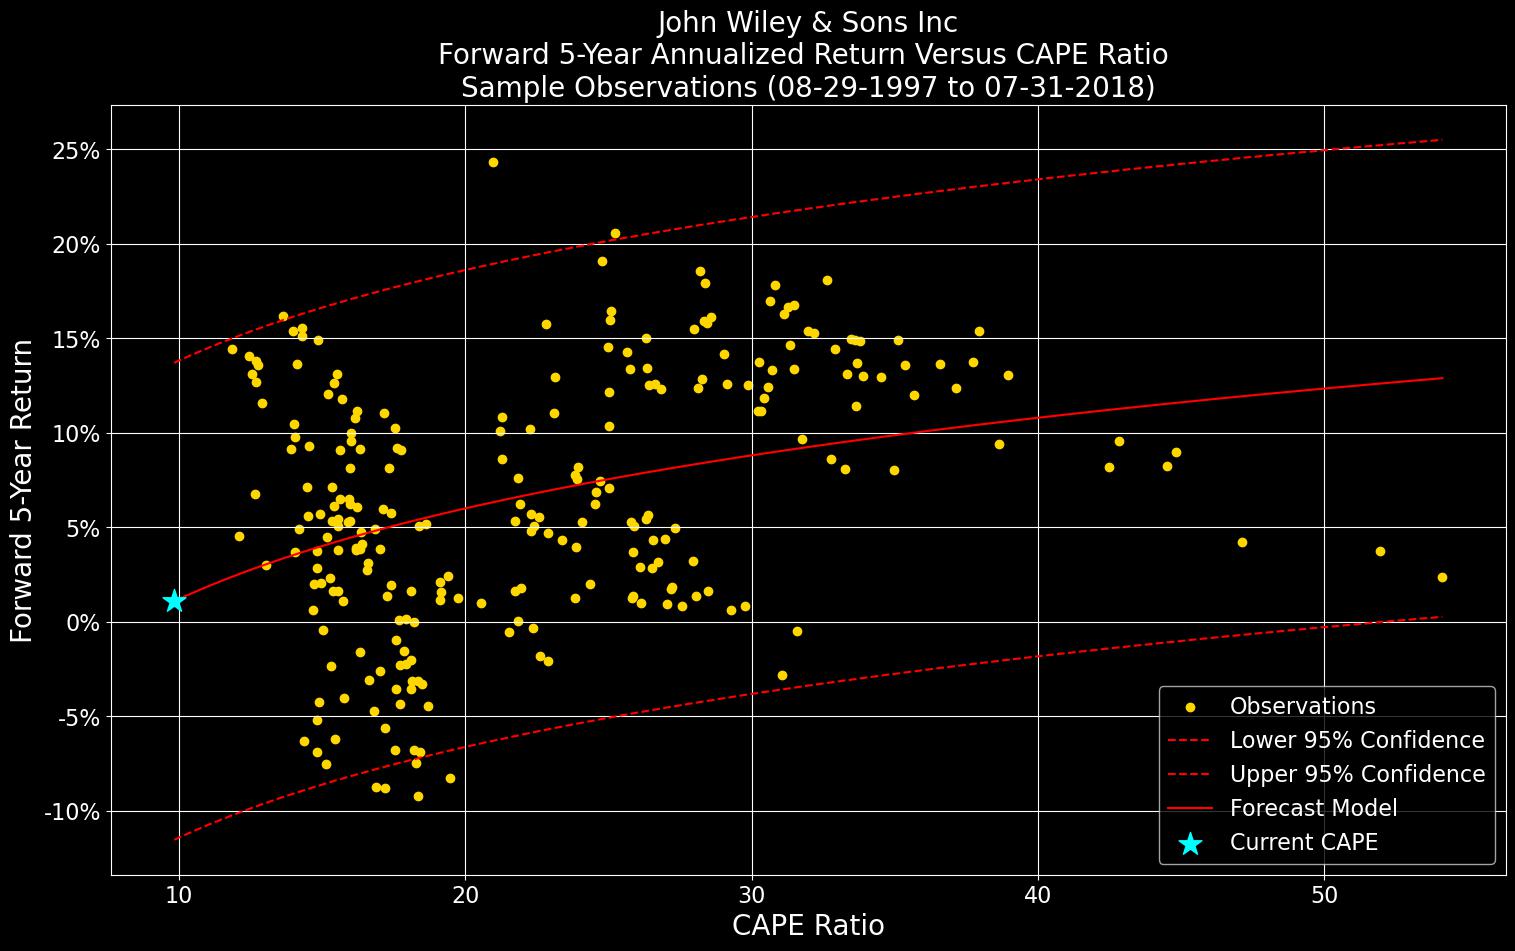 John Wiley & Sons Inc
Forward 5-Year Annualized Return Versus CAPE Ratio
Sample Observations (08-29-1997 to 07-31-2018)
Forward 5-Year Return
25%
20%
15%
10%
5%
0%
-5%
-10%
Observations
Lower 95% Confidence
Upper 95% Confidence
Forecast Model
Current CAPE
10 20 30 40 50
CAPE Ratio